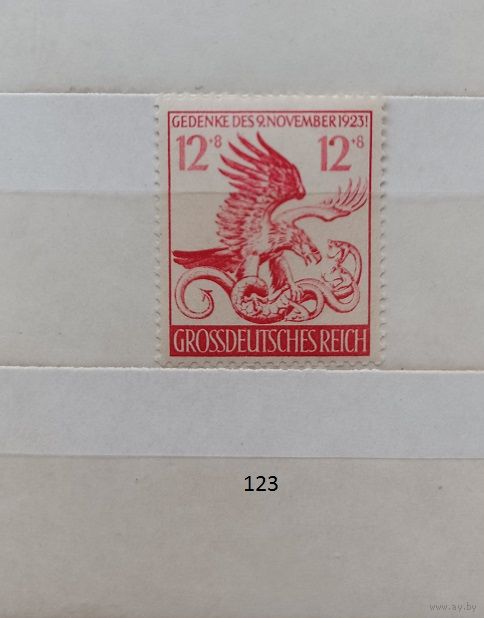 GEDENKE DES 9. NOVEMBER 1923!
12+8 12+8
GROSSDEUTSCHES REICH
123
www.ay.by